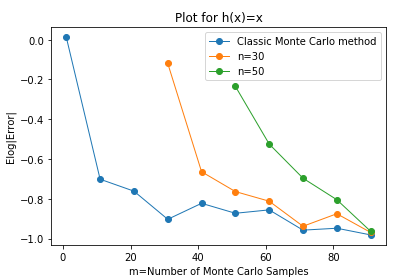 Plot for h(x)=x
Classic Monte Carlo method
n=30
n=50
Elog|Error|
0.0
−0.2
−0.4
−0.6
−0.8
−1.0
0
20
40
60
80
m=Number of Monte Carlo Samples